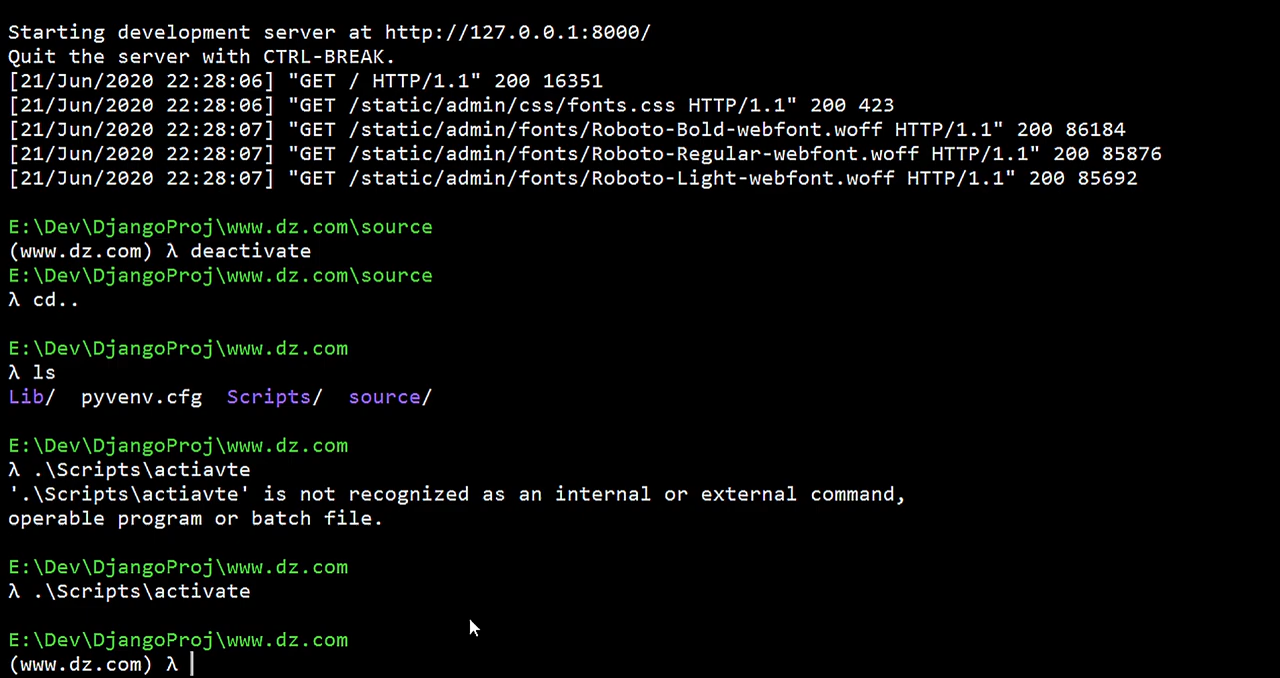 Starting development server at http://127.0.0.1:8000/
Quit the server with CTRL-BREAK.
[21/Jun/2020 22:28:06] "GET / HTTP/1.1" 200 16351
[21/Jun/2020 22:28:06] "GET /static/admin/css/fonts.css HTTP/1.1" 200 423
[21/Jun/2020 22:28:07] "GET /static/admin/fonts/Roboto-Bold-webfont.woff HTTP/1.1" 200 86184
[21/Jun/2020 22:28:07] "GET /static/admin/fonts/Roboto-Regular-webfont.woff HTTP/1.1" 200 85876
[21/Jun/2020 22:28:07] "GET /static/admin/fonts/Roboto-Light-webfont.woff HTTP/1.1" 200 85692
E:\Dev\DjangoProj\www.dz.com\source
(www.dz.com) λ deactivate
E:\Dev\DjangoProj\www.dz.com\source
λ cd..
E:\Dev\DjangoProj\www.dz.com
λ ls
Lib/  pyvenv.cfg  Scripts/  source/
E:\Dev\DjangoProj\www.dz.com
λ .\Scripts\actiavte
'.\Scripts\actiavte' is not recognized as an internal or external command,
operable program or batch file.
E:\Dev\DjangoProj\www.dz.com
λ .\Scripts\activate
E:\Dev\DjangoProj\www.dz.com
(www.dz.com) λ